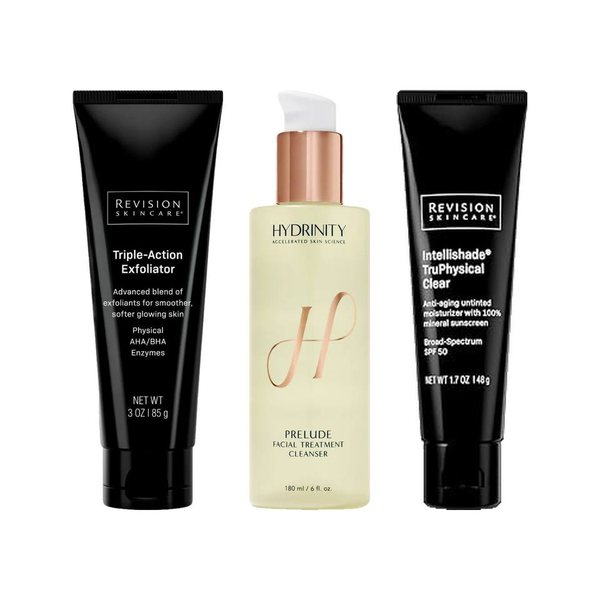 REVISION
SKINCARE®
Triple-Action
Exfoliator
Advanced blend of
exfoliants for smoother,
softer glowing skin
Physical
AHA/BHA
Enzymes
NET WT
3 OZ | 85 g
HYDRINITY
ACCELERATED SKIN SCIENCE
H
PRELUDE
FACIAL TREATMENT
CLEANSER
180 ml / 6 fl. oz.
REVISION
SKINCARE®
Intellishade®
TruPhysical
Clear
Anti-aging untinted
moisturizer with 100%
mineral sunscreen
Broad-Spectrum
SPF 50
NET WT 1.7 OZ | 48 g